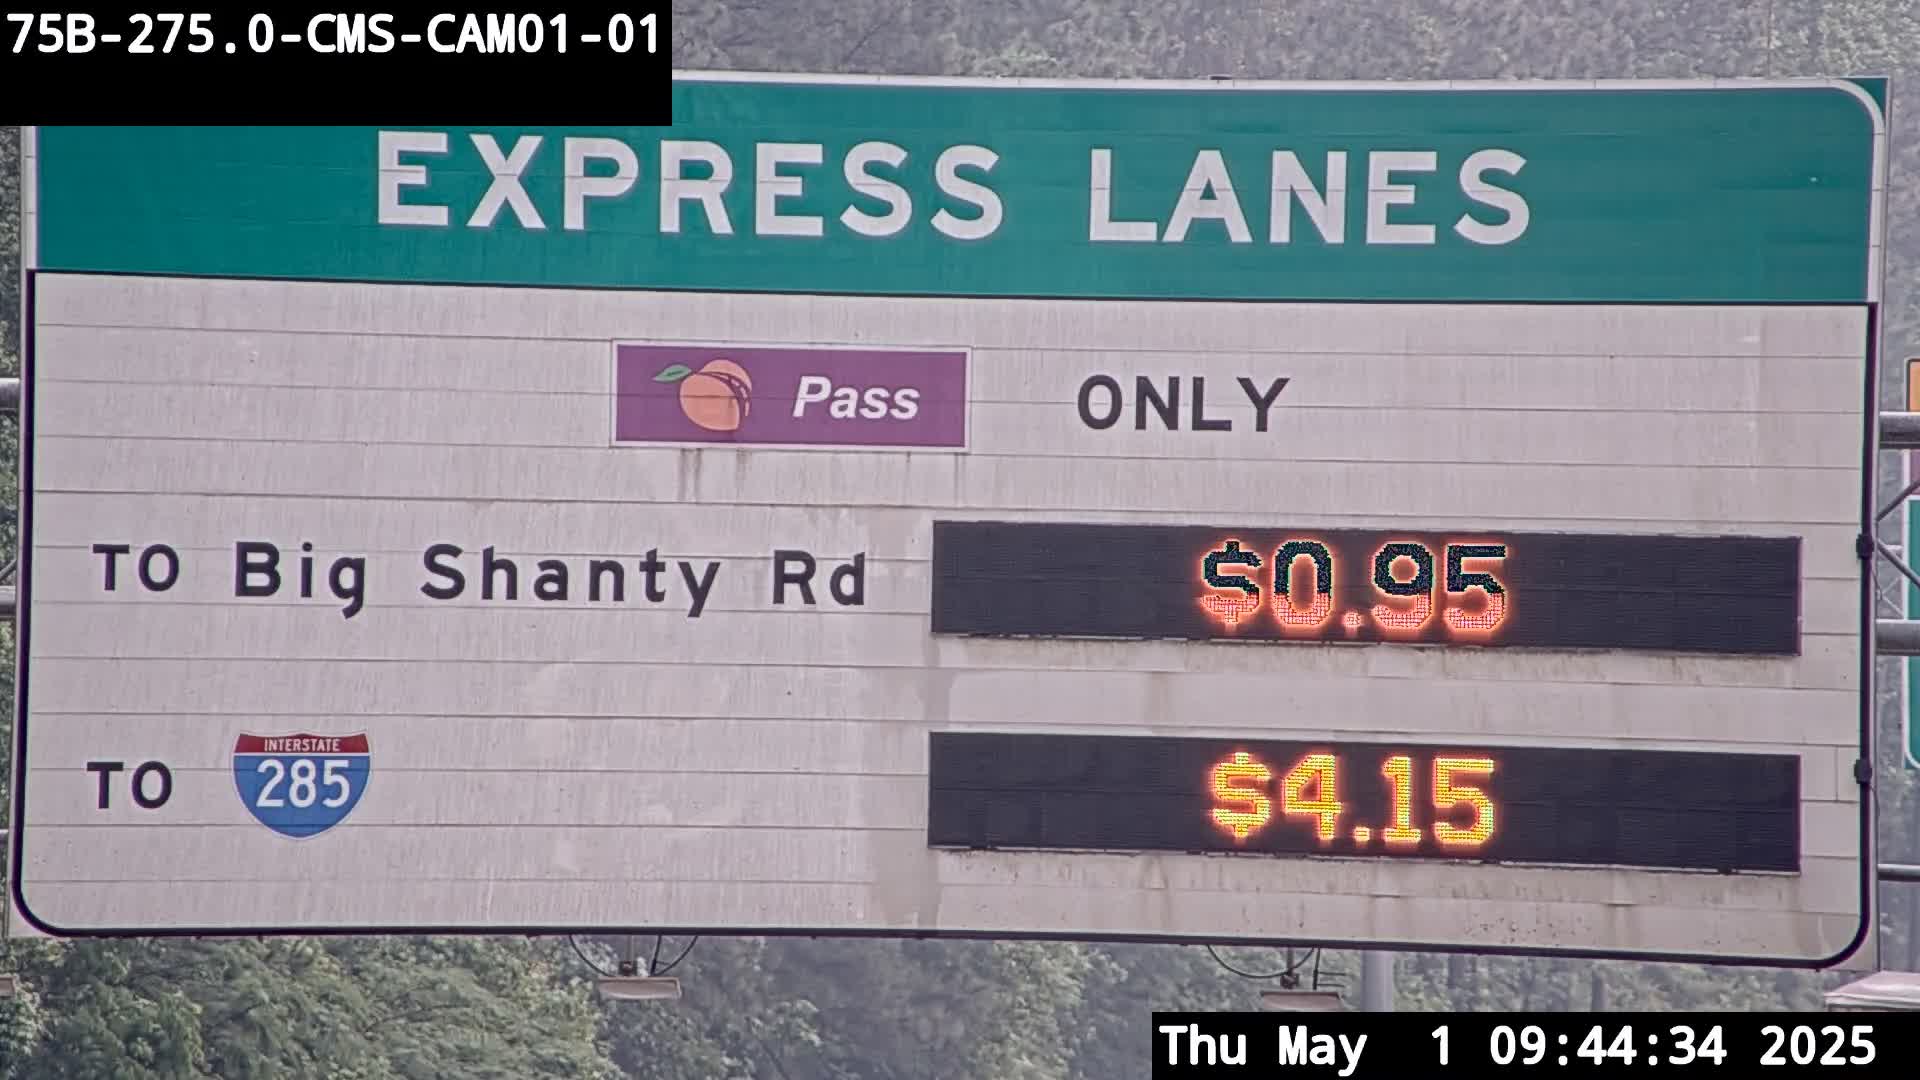 75B-275.0-CMS-CAM01-01
EXPRESS LANES
Pass ONLY
TO Big Shanty Rd $0.95
INTERSTATE
TO 285 $4.15
Thu May 1 09:44:34 2025